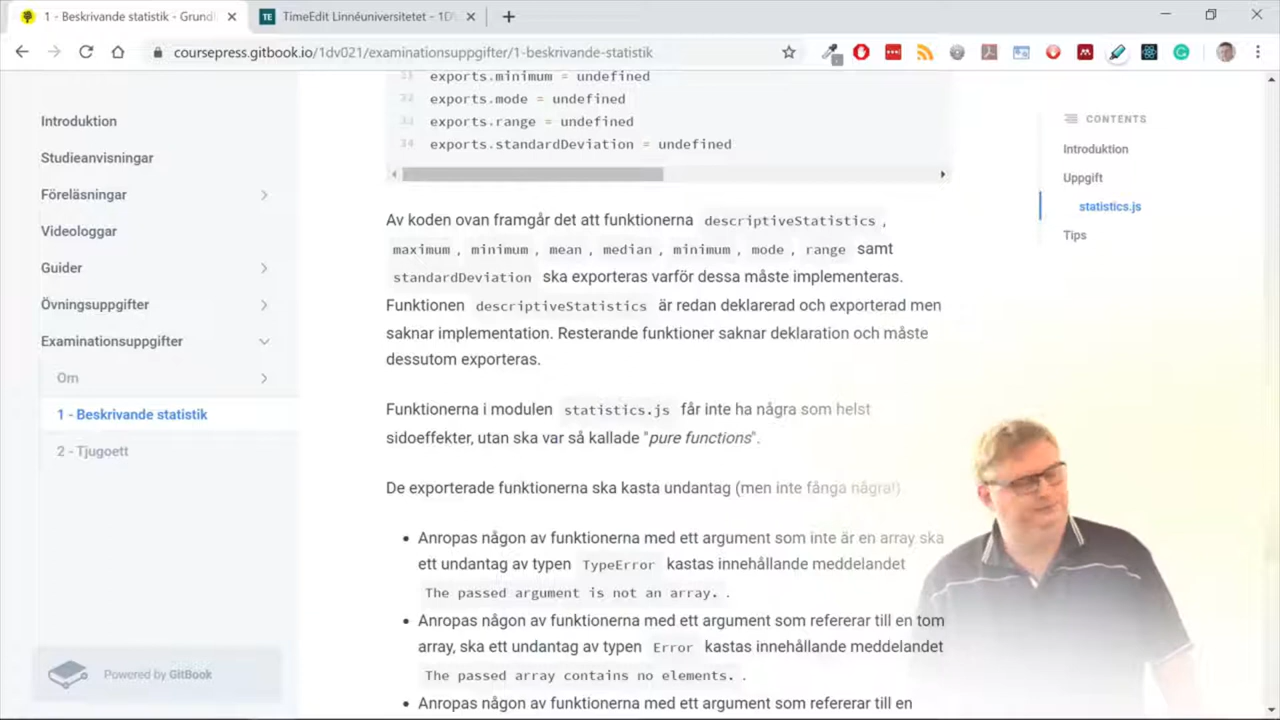 1 - Beskrivande statistik - Grund
TimeEdit Linnéuniversitetet - 1D
coursepress.gitbook.io/1dv021/examinationsuppgifter/1-beskrivande-statistik
Introduktion
Studieanvisningar
Föreläsningar
Videologgar
Guider
Övningsuppgifter
Examinationsuppgifter
Om
1 - Beskrivande statistik
2 - Tjugoett
Powered by GitBook
31 exports.minimum = undefined
32 exports.mode = undefined
33 exports.range = undefined
34 exports.standardDeviation = undefined
Av koden ovan framgår det att funktionerna descriptiveStatistics ,
maximum , minimum , mean , median , minimum , mode , range samt
standardDeviation ska exporteras varför dessa måste implementeras.
Funktionen descriptiveStatistics är redan deklarerad och exporterad men
saknar implementation. Resterande funktioner saknar deklaration och måste
dessutom exporteras.
Funktionerna i modulen statistics.js får inte ha några som helst
sidoeffekter, utan ska var så kallade "pure functions".
De exporterade funktionerna ska kasta undantag (men inte fånga några!)
• Anropas någon av funktionerna med ett argument som inte är en array ska
ett undantag av typen TypeError kastas innehållande meddelandet
The passed argument is not an array. .
• Anropas någon av funktionerna med ett argument som refererar till en tom
array, ska ett undantag av typen Error kastas innehållande meddelandet
The passed array contains no elements. .
• Anropas någon av funktionerna med ett argument som refererar till en
CONTENTS
Introduktion
Uppgift
statistics.js
Tips